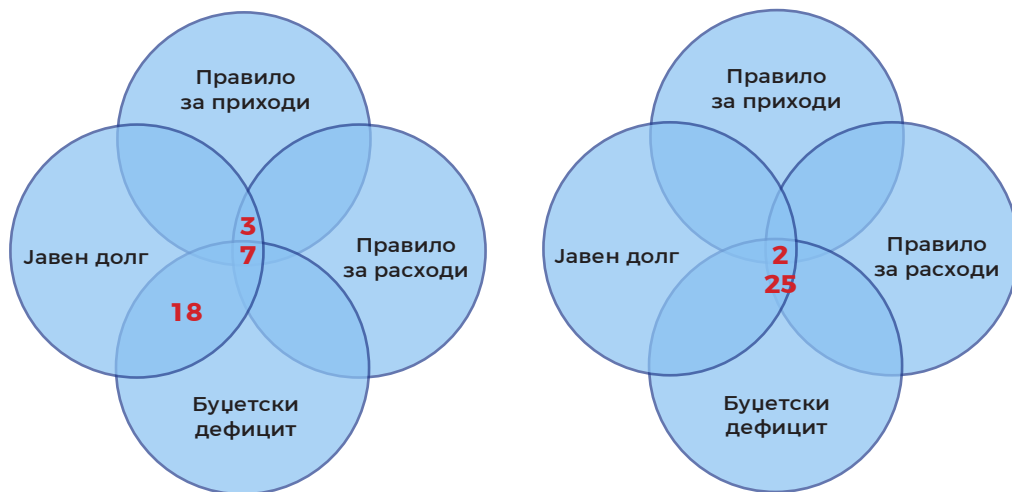 Правило
за приходи
3
7
Јавен долг
Правило
за расходи
18
Буџетски
дефицит
Правило
за приходи
2
25
Јавен долг
Правило
за расходи
Буџетски
дефицит